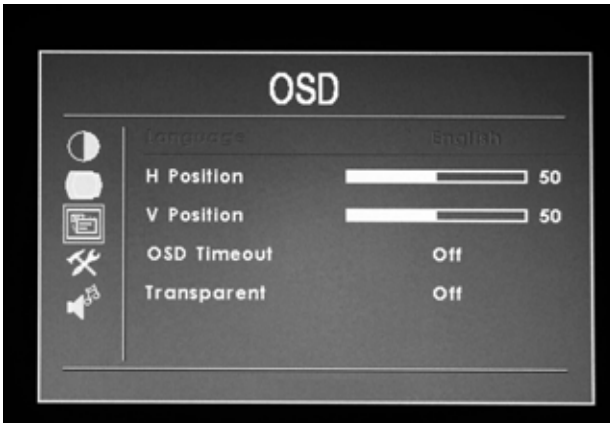 OSD
Language English
H Position 50
V Position 50
OSD Timeout Off
Transparent Off